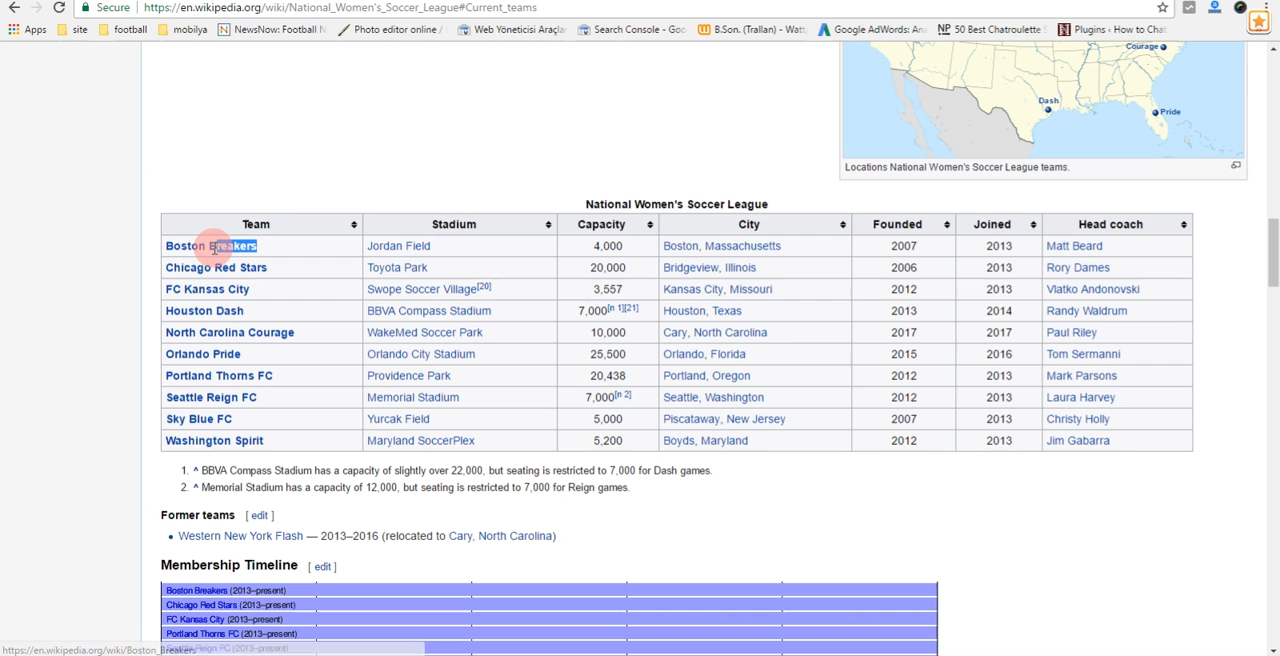 Secure https://en.wikipedia.org/wiki/National_Women's_Soccer_League#Current_teams
Apps site football mobilya NewsNow: Football N Photo editor online / Web Yöneticisi Araçla Search Console - Goo B.Son. (Trallan) - Watt Google AdWords: Ana NP 50 Best Chatroulette S Plugins ‹ How to Chat
Courage
Dash
Pride
Locations National Women's Soccer League teams.
National Women's Soccer League
Team Stadium Capacity City Founded Joined Head coach
Boston Breakers Jordan Field 4,000 Boston, Massachusetts 2007 2013 Matt Beard
Chicago Red Stars Toyota Park 20,000 Bridgeview, Illinois 2006 2013 Rory Dames
FC Kansas City Swope Soccer Village[20] 3,557 Kansas City, Missouri 2012 2013 Vlatko Andonovski
Houston Dash BBVA Compass Stadium 7,000[n 1][21] Houston, Texas 2013 2014 Randy Waldrum
North Carolina Courage WakeMed Soccer Park 10,000 Cary, North Carolina 2017 2017 Paul Riley
Orlando Pride Orlando City Stadium 25,500 Orlando, Florida 2015 2016 Tom Sermanni
Portland Thorns FC Providence Park 20,438 Portland, Oregon 2012 2013 Mark Parsons
Seattle Reign FC Memorial Stadium 7,000[n 2] Seattle, Washington 2012 2013 Laura Harvey
Sky Blue FC Yurcak Field 5,000 Piscataway, New Jersey 2007 2013 Christy Holly
Washington Spirit Maryland SoccerPlex 5,200 Boyds, Maryland 2012 2013 Jim Gabarra
1. ^ BBVA Compass Stadium has a capacity of slightly over 22,000, but seating is restricted to 7,000 for Dash games.
2. ^ Memorial Stadium has a capacity of 12,000, but seating is restricted to 7,000 for Reign games.
Former teams [ edit ]
• Western New York Flash — 2013–2016 (relocated to Cary, North Carolina)
Membership Timeline [ edit ]
Boston Breakers (2013–present)
Chicago Red Stars (2013–present)
FC Kansas City (2013–present)
Portland Thorns FC (2013–present)
Seattle Reign FC (2013–present)
https://en.wikipedia.org/wiki/Boston_Breakers